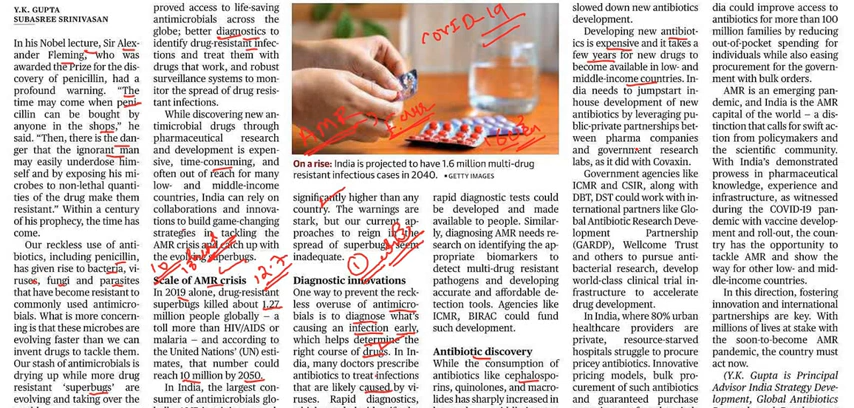 Y.K. GUPTA
SUBASREE SRINIVASAN
In his Nobel lecture, Sir Alex-
ander Fleming, who was
awarded the Prize for the dis-
covery of penicillin, had a
profound warning. “The
time may come when peni-
cillin can be bought by
anyone in the shops,” he
said. “Then, there is the dan-
ger that the ignorant man
may easily underdose him-
self and by exposing his mi-
crobes to non-lethal quanti-
ties of the drug make them
resistant.” Within a century
of his prophecy, the time has
come.
Our reckless use of anti-
biotics, including penicillin,
has given rise to bacteria, vi-
ruses, fungi and parasites
that have become resistant to
commonly used antimicro-
bials. What is more concern-
ing is that these microbes are
evolving faster than we can
invent drugs to tackle them.
Our stash of antimicrobials is
drying up while more drug
resistant ‘superbugs’ are
evolving and taking over the
proved access to life-saving
antimicrobials across the
globe; better diagnostics to
identify drug-resistant infec-
tions and treat them with
drugs that work, and robust
surveillance systems to mon-
itor the spread of drug resis-
tant infections.
While discovering new an-
timicrobial drugs through
pharmaceutical research
and development is expen-
sive, time-consuming, and
often out of reach for many
low- and middle-income
countries, India can rely on
collaborations and innova-
tions to build game-changing
strategies in tackling the
AMR crisis and catch up with
the evolving superbugs.
Scale of AMR crisis
In 2019 alone, drug-resistant
superbugs killed about 1.27
million people globally – a
toll more than HIV/AIDS or
malaria – and according to
the United Nations’ (UN) esti-
mates, that number could
reach 10 million by 2050.
In India, the largest con-
sumer of antimicrobials glo-
COVID-19
AMR
On a rise: India is projected to have 1.6 million multi-drug
resistant infectious cases in 2040. •GETTY IMAGES
significantly higher than any
country. The warnings are
stark, but our current ap-
proaches to reign in the
spread of superbugs seem
inadequate.
Diagnostic innovations
One way to prevent the reck-
less overuse of antimicro-
bials is to diagnose what’s
causing an infection early,
which helps determine the
right course of drugs. In In-
dia, many doctors prescribe
antibiotics to treat infections
that are likely caused by vi-
ruses. Rapid diagnostics,
rapid diagnostic tests could
be developed and made
available to people. Similar-
ly, diagnosing AMR needs re-
search on identifying the ap-
propriate biomarkers to
detect multi-drug resistant
pathogens and developing
accurate and affordable de-
tection tools. Agencies like
ICMR, BIRAC could fund
such development.
Antibiotic discovery
While the consumption of
antibiotics like cephalospo-
rins, quinolones, and macro-
lides has sharply increased in
slowed down new antibiotics
development.
Developing new antibiot-
ics is expensive and it takes a
few years for new drugs to
become available in low- and
middle-income countries. In-
dia needs to jumpstart in-
house development of new
antibiotics by leveraging pu-
blic-private partnerships bet-
ween pharma companies
and government research
labs, as it did with Covaxin.
Government agencies like
ICMR and CSIR, along with
DBT, DST could work with in-
ternational partners like Glo-
bal Antibiotic Research Deve-
lopment Partnership
(GARDP), Wellcome Trust
and others to pursue anti-
bacterial research, develop
world-class clinical trial in-
frastructure to accelerate
drug development.
In India, where 80% urban
healthcare providers are
private, resource-starved
hospitals struggle to procure
pricey antibiotics. Innovative
pricing models, bulk pro-
curement of such antibiotics
and guaranteed purchase
dia could improve access to
antibiotics for more than 100
million families by reducing
out-of-pocket spending for
individuals while also easing
procurement for the govern-
ment with bulk orders.
AMR is an emerging pan-
demic, and India is the AMR
capital of the world – a dis-
tinction that calls for swift ac-
tion from policymakers and
the scientific community.
With India’s demonstrated
prowess in pharmaceutical
knowledge, experience and
infrastructure, as witnessed
during the COVID-19 pan-
demic with vaccine develop-
ment and roll-out, the coun-
try has the opportunity to
tackle AMR and show the
way for other low- and mid-
dle-income countries.
In this direction, fostering
innovation and international
partnerships are key. With
millions of lives at stake with
the soon-to-become AMR
pandemic, the country must
act now.
(Y.K. Gupta is Principal
Advisor India Strategy Deve-
lopment, Global Antibiotics